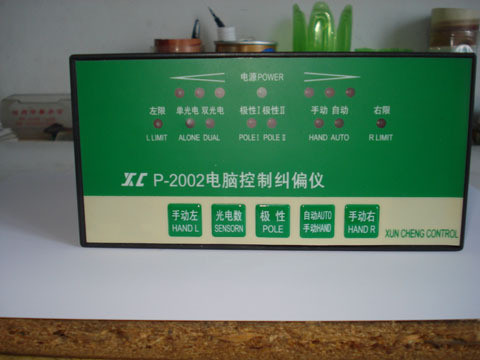 电源POWER
左限 单光电 双光电 极性Ⅰ 极性Ⅱ 手动 自动 右限
L LIMIT ALONE DUAL POLEⅠ POLEⅡ HAND AUTO R LIMIT
XC P-2002电脑控制纠偏仪
手动左 光电数 极 性 自动AUTO 手动右
HAND L SENSORN POLE 手动HAND HAND R
XUN CHENG CONTROL